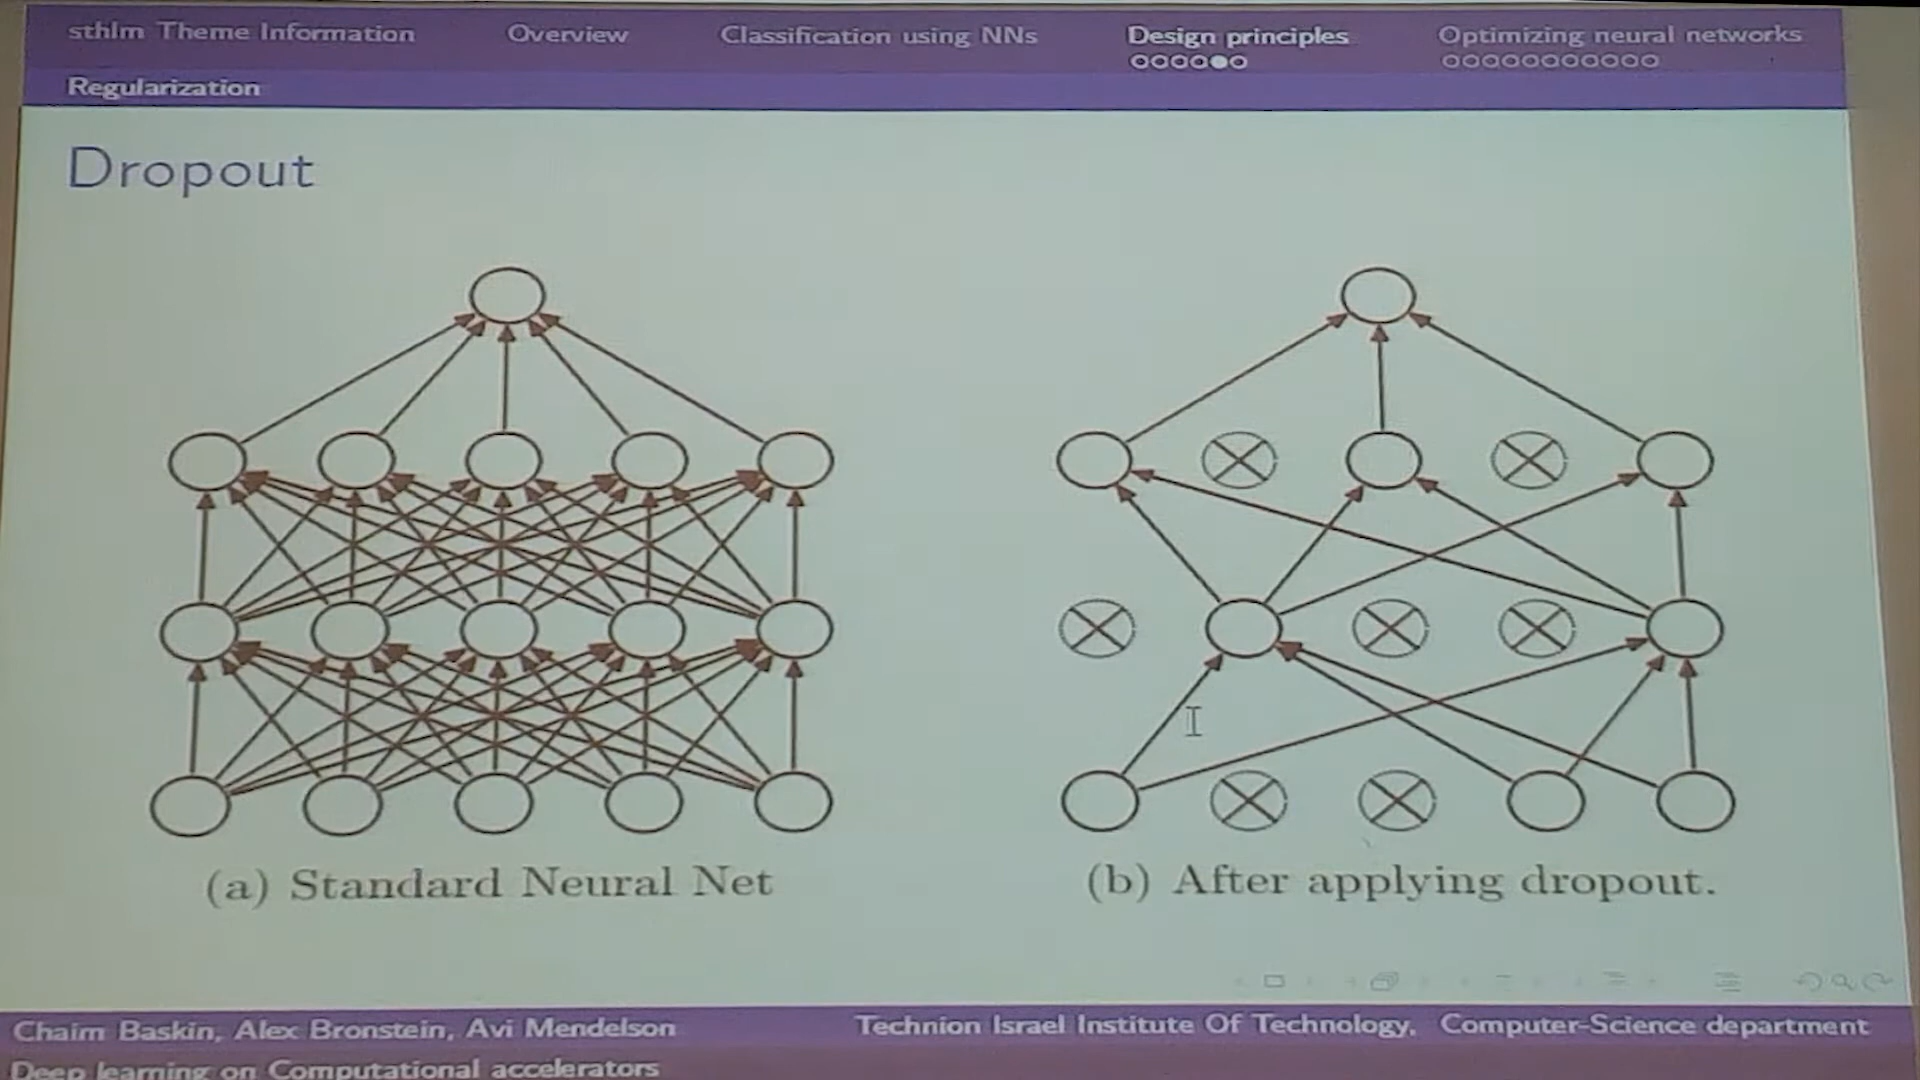 sthlm Theme Information Overview Classification using NNs Design principles Optimizing neural networks
Regularization
Dropout
(a) Standard Neural Net
(b) After applying dropout.
Chaim Baskin, Alex Bronstein, Avi Mendelson Technion Israel Institute Of Technology, Computer-Science department
Deep learning on Computational accelerators